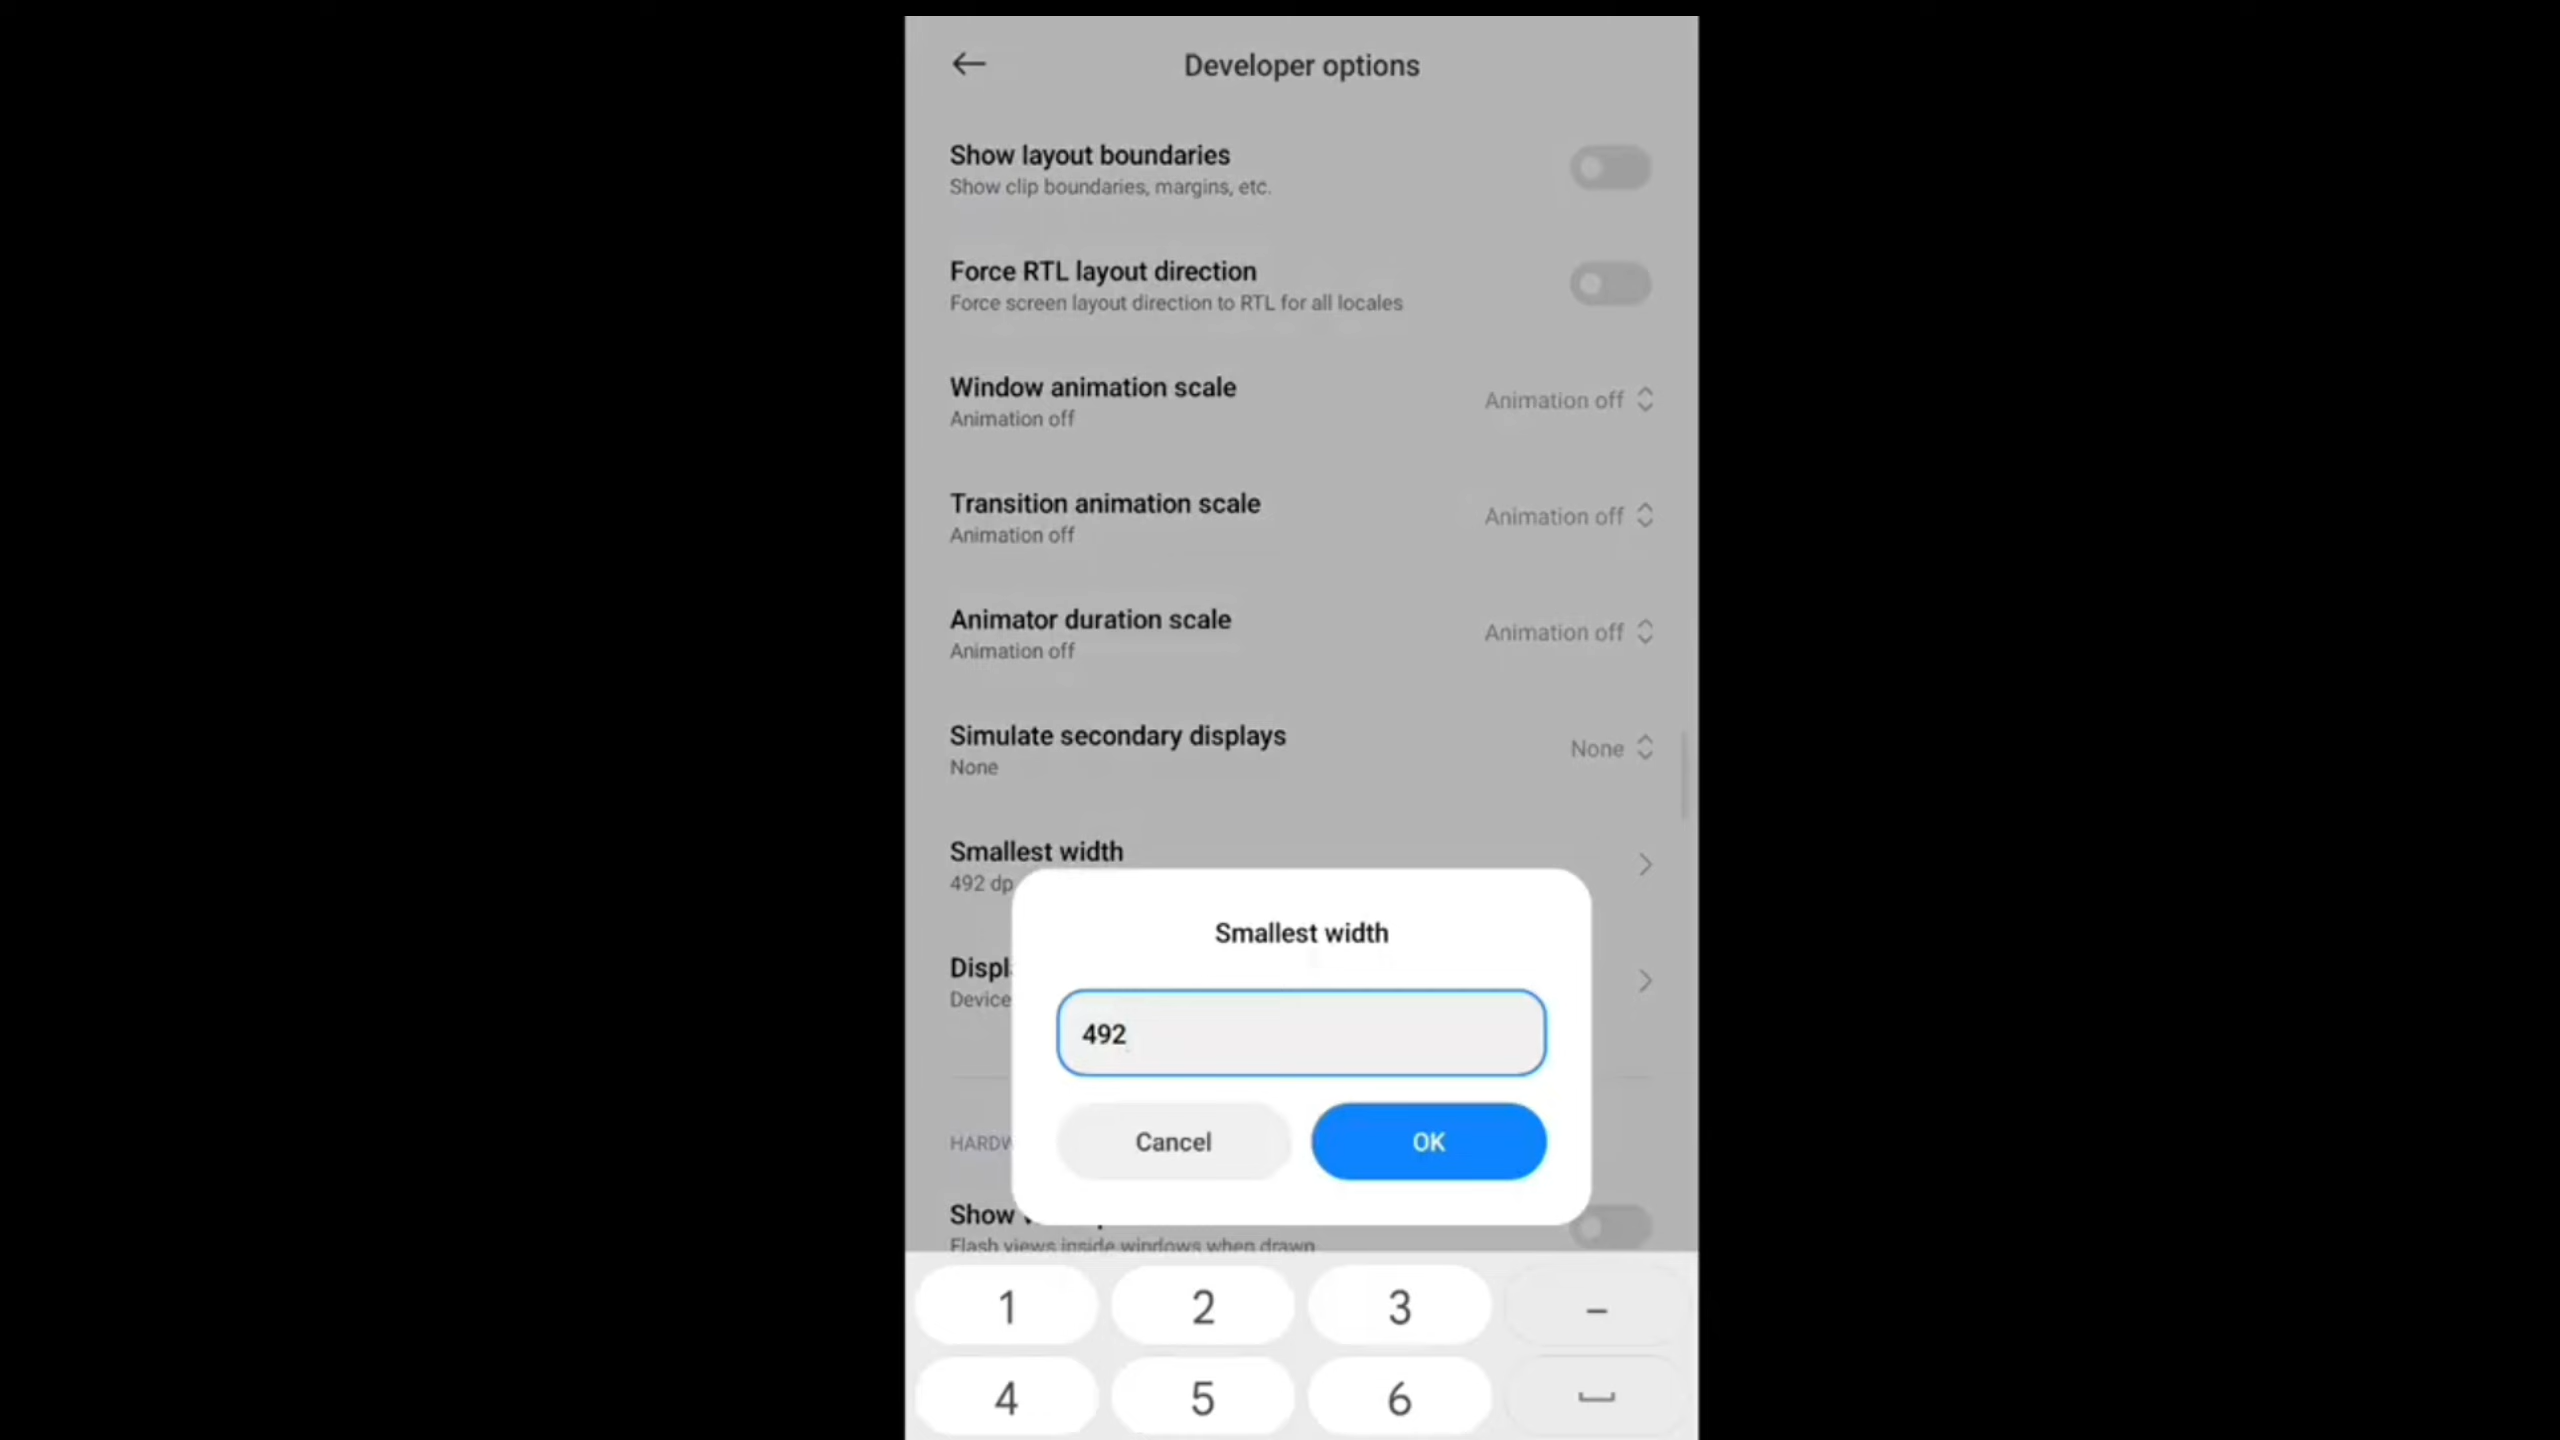 Developer options
Show layout boundaries
Show clip boundaries, margins, etc.
Force RTL layout direction
Force screen layout direction to RTL for all locales
Window animation scale
Animation off
Animation off
Transition animation scale
Animation off
Animation off
Animator duration scale
Animation off
Animation off
Simulate secondary displays
None
None
Smallest width
492 dp
Smallest width
Displ
Device
492
Cancel
OK
Show
Flash views inside windows when drawn
1 2 3 –
4 5 6